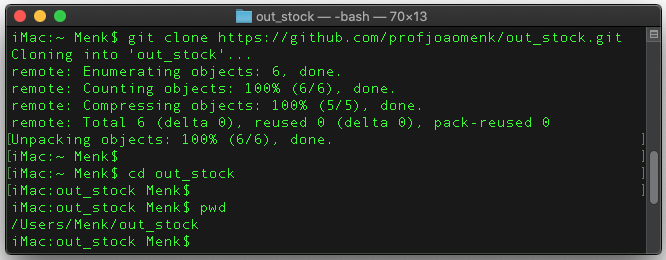 out_stock — -bash — 70×13
iMac:~ Menk$ git clone https://github.com/profjoaomenk/out_stock.git
Cloning into 'out_stock'...
remote: Enumerating objects: 6, done.
remote: Counting objects: 100% (6/6), done.
remote: Compressing objects: 100% (5/5), done.
remote: Total 6 (delta 0), reused 0 (delta 0), pack-reused 0
[Unpacking objects: 100% (6/6), done. ]
[iMac:~ Menk$ ]
[iMac:~ Menk$ cd out_stock ]
[iMac:out_stock Menk$ ]
iMac:out_stock Menk$ pwd
/Users/Menk/out_stock
iMac:out_stock Menk$